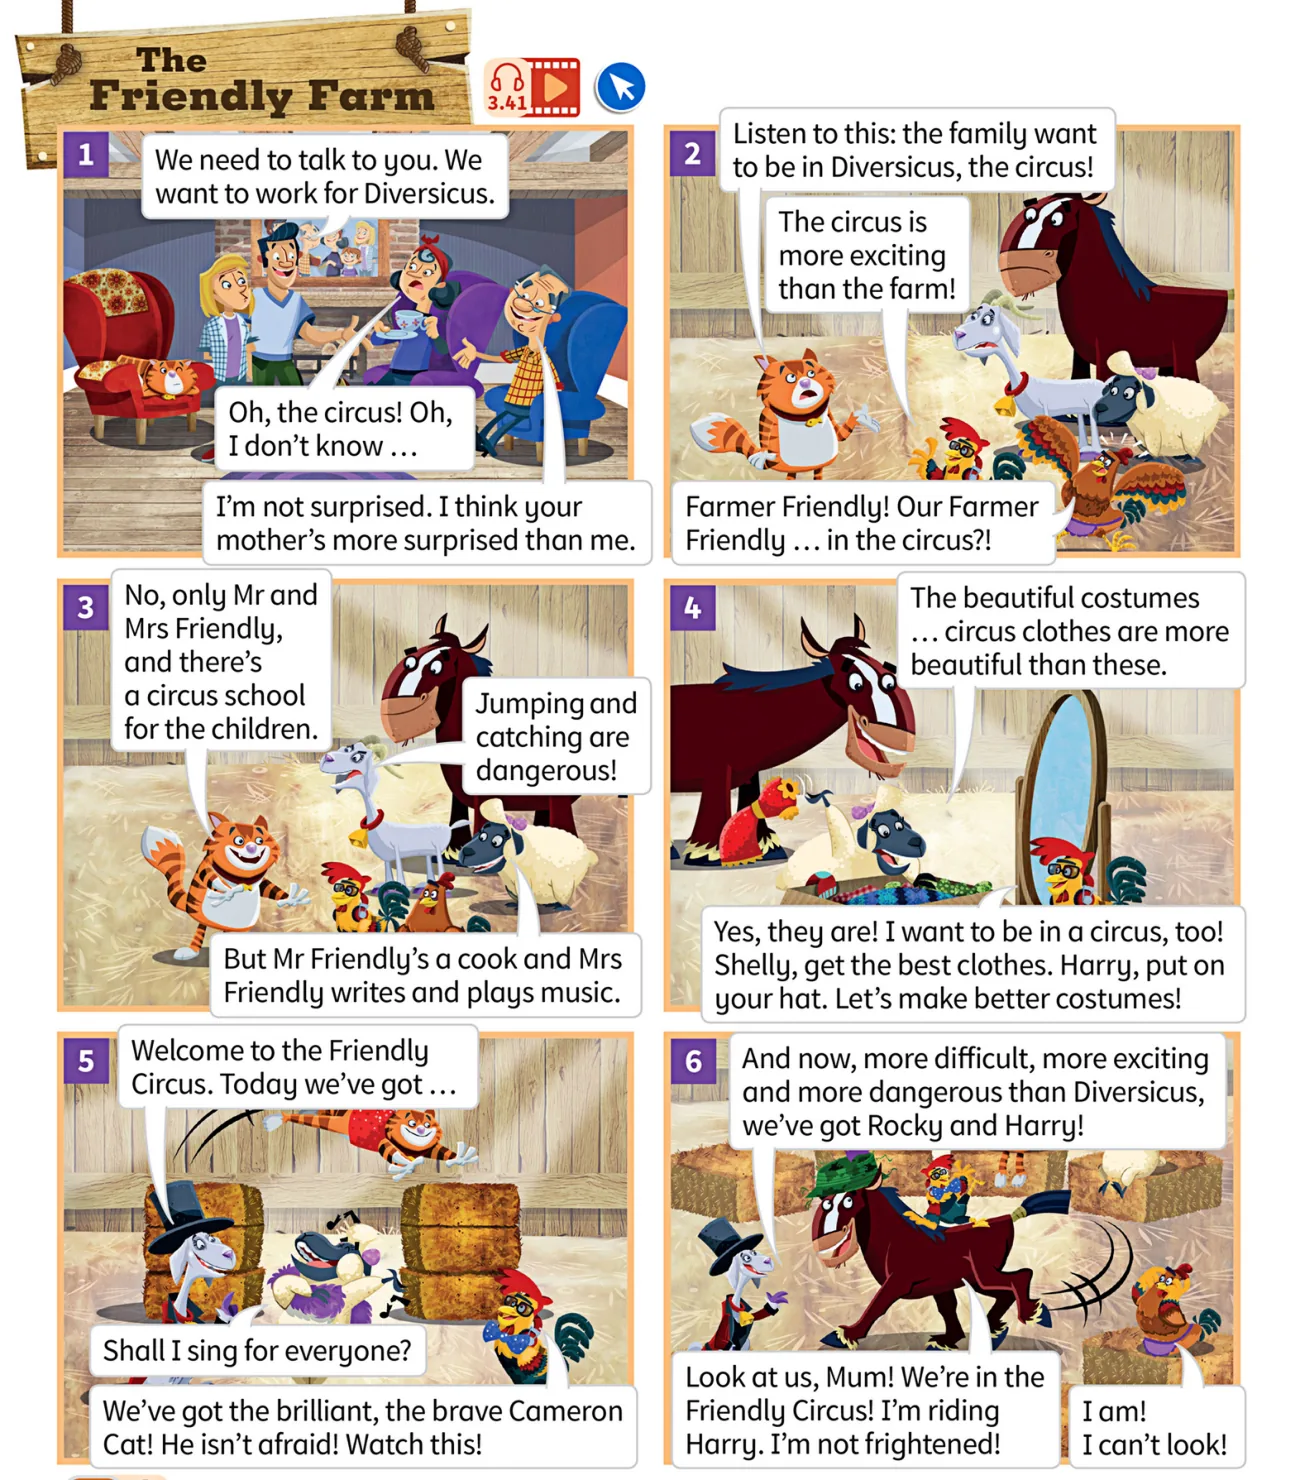 The
Friendly Farm
3.41
1
We need to talk to you. We
want to work for Diversicus.
Oh, the circus! Oh,
I don't know ...
I'm not surprised. I think your
mother's more surprised than me.
2
Listen to this: the family want
to be in Diversicus, the circus!
The circus is
more exciting
than the farm!
Farmer Friendly! Our Farmer
Friendly ... in the circus?!
3
No, only Mr and
Mrs Friendly,
and there's
a circus school
for the children.
Jumping and
catching are
dangerous!
But Mr Friendly's a cook and Mrs
Friendly writes and plays music.
4
The beautiful costumes
... circus clothes are more
beautiful than these.
Yes, they are! I want to be in a circus, too!
Shelly, get the best clothes. Harry, put on
your hat. Let's make better costumes!
5
Welcome to the Friendly
Circus. Today we've got ...
Shall I sing for everyone?
We've got the brilliant, the brave Cameron
Cat! He isn't afraid! Watch this!
6
And now, more difficult, more exciting
and more dangerous than Diversicus,
we've got Rocky and Harry!
Look at us, Mum! We're in the
Friendly Circus! I'm riding
Harry. I'm not frightened!
I am!
I can't look!